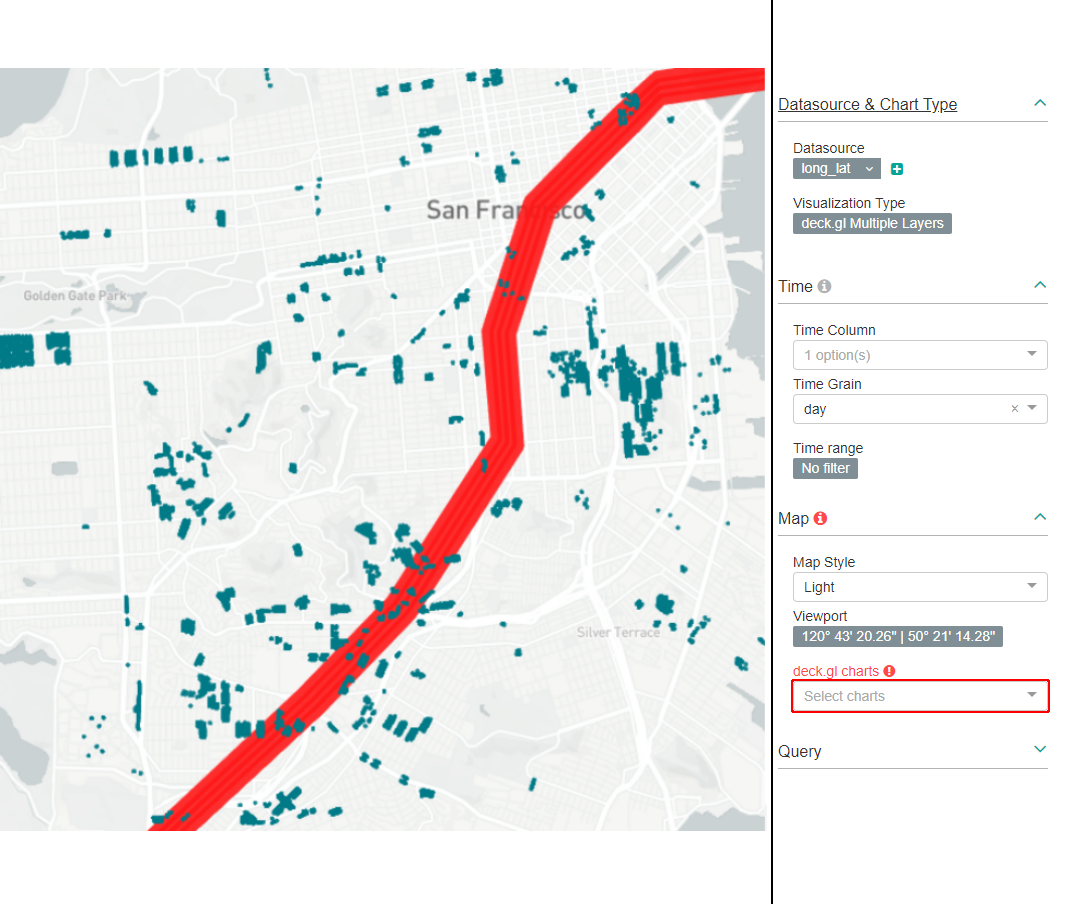 San Francisco
Golden Gate Park
Silver Terrace
Datasource & Chart Type
Datasource
long_lat
Visualization Type
deck.gl Multiple Layers
Time
Time Column
1 option(s)
Time Grain
day
Time range
No filter
Map
Map Style
Light
Viewport
120° 43' 20.26" | 50° 21' 14.28"
deck.gl charts
Select charts
Query